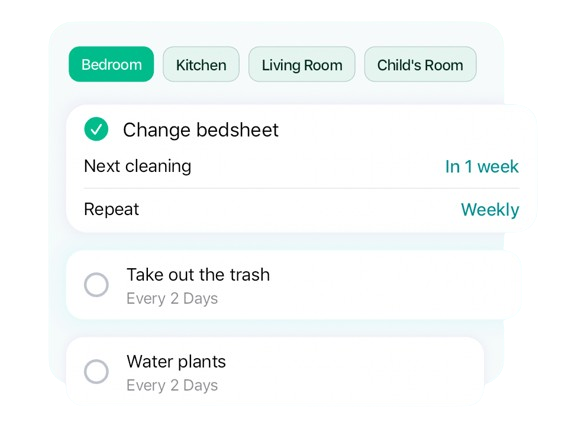 Bedroom Kitchen Living Room Child's Room
Change bedsheet
Next cleaning In 1 week
Repeat Weekly
Take out the trash
Every 2 Days
Water plants
Every 2 Days